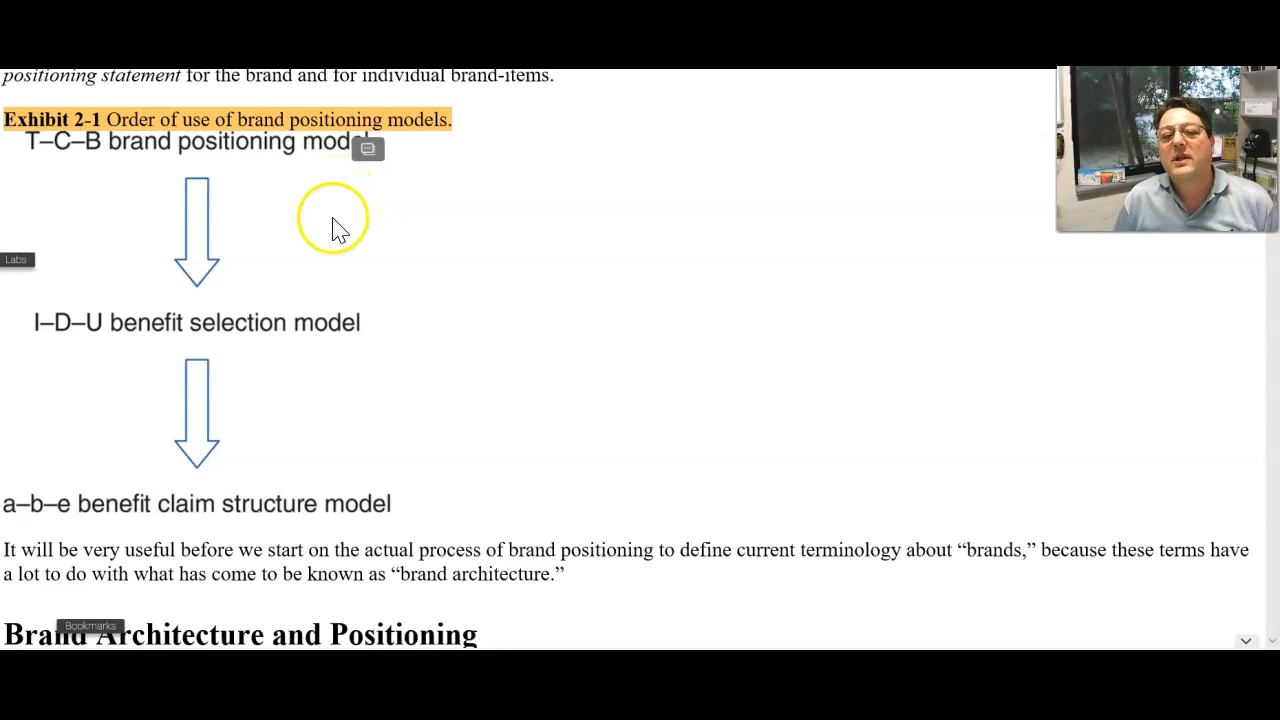 positioning statement for the brand and for individual brand-items.
Exhibit 2-1 Order of use of brand positioning models.
T–C–B brand positioning model
Labs
I–D–U benefit selection model
a–b–e benefit claim structure model
It will be very useful before we start on the actual process of brand positioning to define current terminology about “brands,” because these terms have
a lot to do with what has come to be known as “brand architecture.”
Bookmarks
Brand Architecture and Positioning